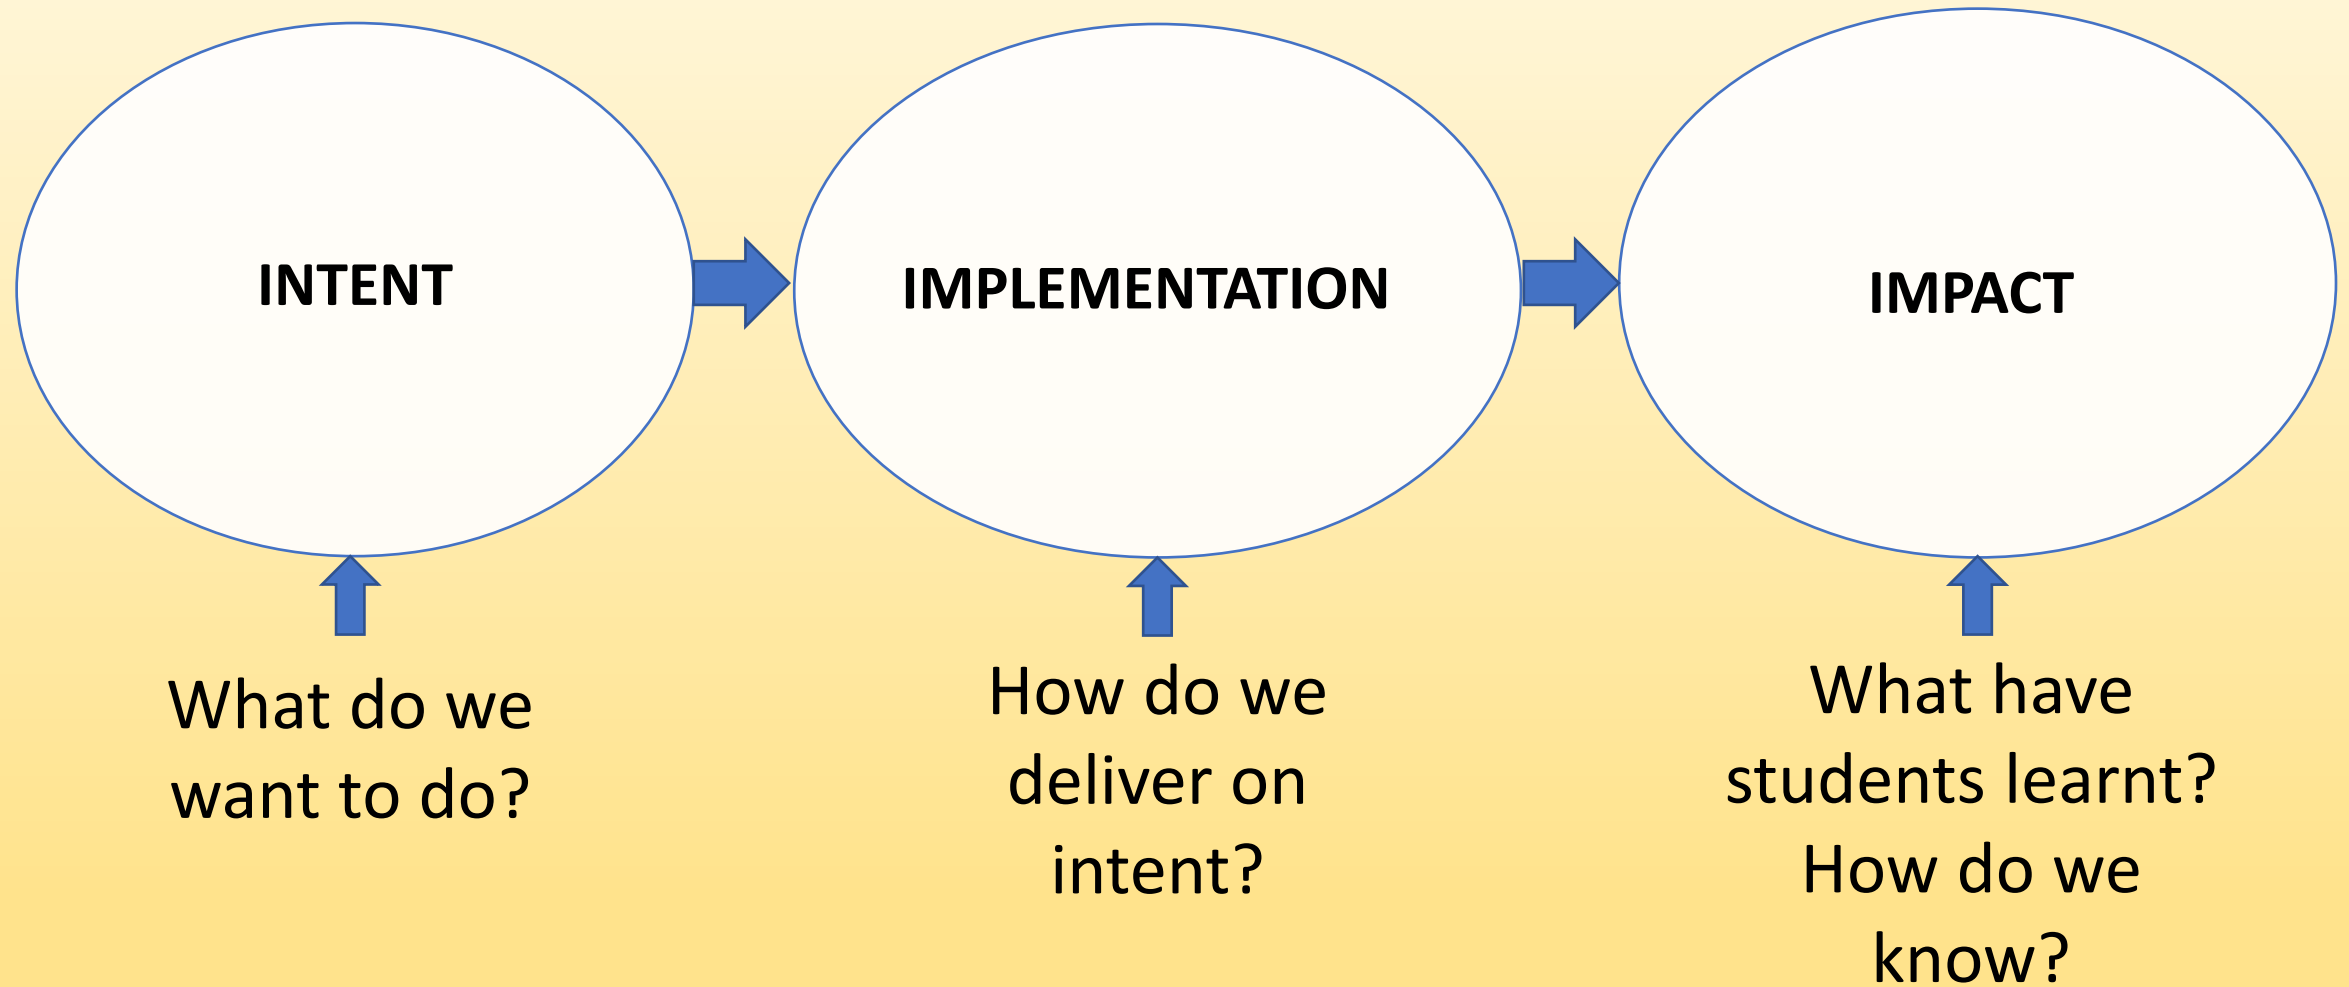 INTENT
IMPLEMENTATION
IMPACT
What do we
want to do?
How do we
deliver on
intent?
What have
students learnt?
How do we
know?